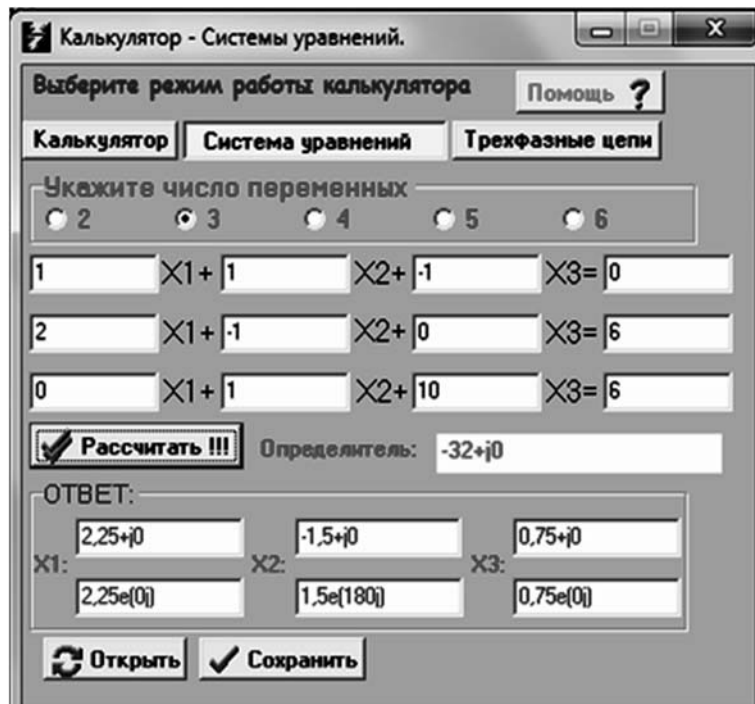 Калькулятор - Системы уравнений.
Выберите режим работы калькулятора
Помощь ?
Калькулятор Система уравнений Трехфазные цепи
Укажите число переменных
2 3 4 5 6
1 X1+ 1 X2+ -1 X3= 0
2 X1+ -1 X2+ 0 X3= 6
0 X1+ 1 X2+ 10 X3= 6
Рассчитать !!! Определитель: -32+j0
ОТВЕТ:
2,25+j0 -1,5+j0 0,75+j0
X1: X2: X3:
2,25e(0j) 1,5e(180j) 0,75e(0j)
Открыть Сохранить